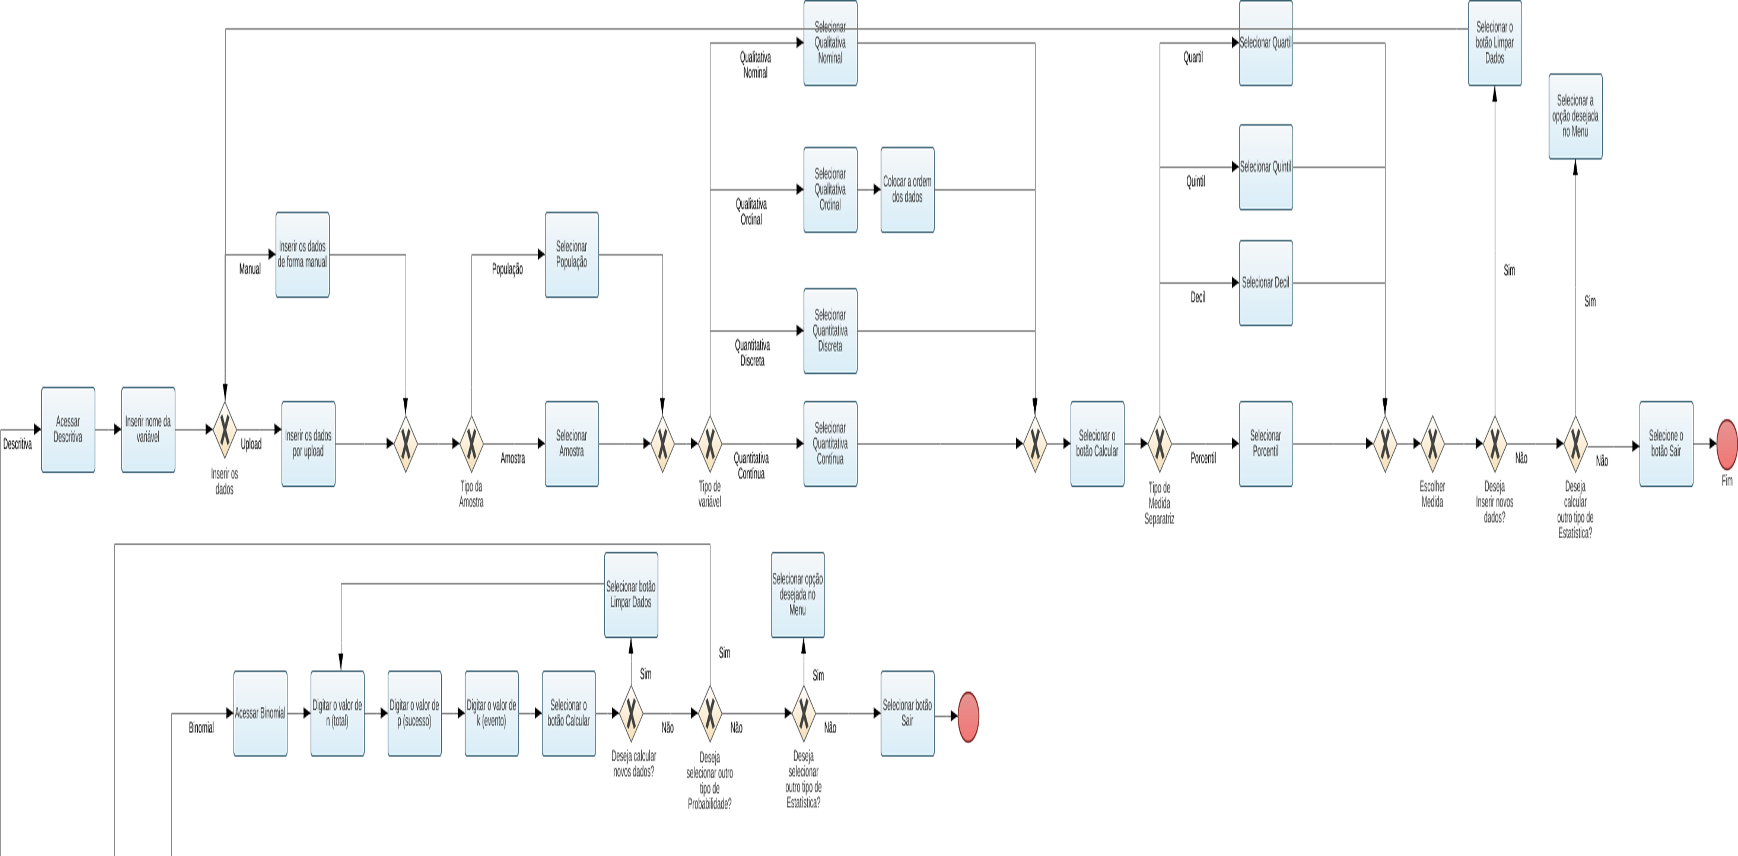 Selecionar
Qualitativa
Nominal
Qualitativa
Nominal
Selecionar Quartil
Quartil
Selecionar o
botão Limpar
Dados
Selecionar a
opção desejada
no Menu
Selecionar
Qualitativa
Ordinal
Colocar a ordem
dos dados
Qualitativa
Ordinal
Selecionar Quintil
Quintil
Inserir os dados
de forma manual
Manual
Selecionar
População
População
Selecionar Decil
Decil
Sim
Sim
Selecionar
Quantitativa
Discreta
Quantitativa
Discreta
Descritiva
Acessar
Descritiva
Inserir nome da
variável
Inserir os
dados
Upload
Inserir os dados
por upload
Tipo da
Amostra
Amostra
Selecionar
Amostra
Tipo de
variável
Quantitativa
Contínua
Selecionar
Quantitativa
Contínua
Selecionar o
botão Calcular
Tipo de
Medida
Separatriz
Porcentil
Selecionar
Porcentil
Escolher
Medida
Deseja
Inserir novos
dados?
Não
Deseja
calcular
outro tipo de
Estatística?
Não
Selecione o
botão Sair
Fim
Selecionar botão
Limpar Dados
Selecionar opção
desejada no
Menu
Sim
Sim
Sim
Binomial
Acessar Binomial
Digitar o valor de
n (total)
Digitar o valor de
p (sucesso)
Digitar o valor de
k (evento)
Selecionar o
botão Calcular
Deseja calcular
novos dados?
Não
Deseja
selecionar outro
tipo de
Probabilidade?
Não
Deseja
selecionar
outro tipo de
Estatística?
Não
Selecionar botão
Sair